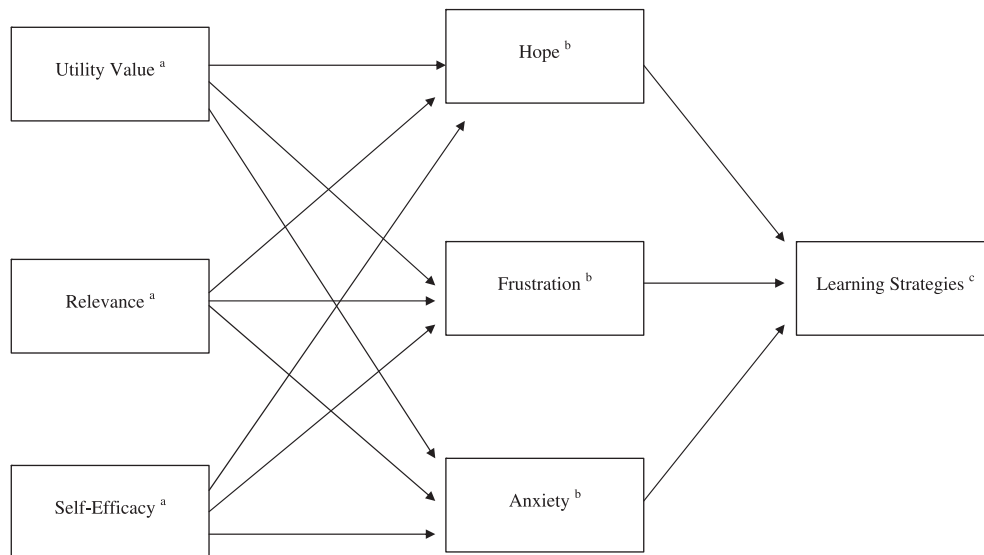 Utility Value a
Hope b
Relevance a
Frustration b
Learning Strategies c
Self-Efficacy a
Anxiety b